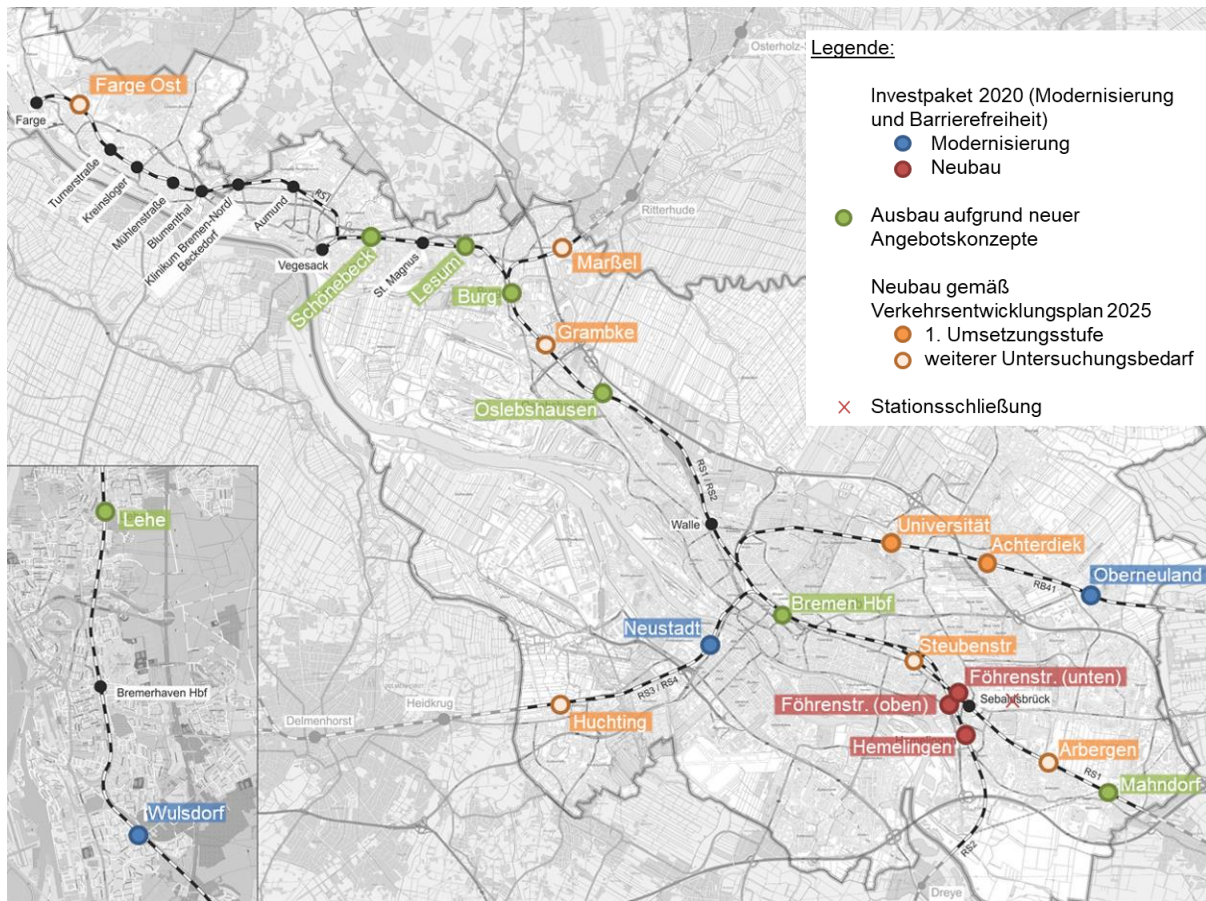 Legende:
Investpaket 2020 (Modernisierung
und Barrierefreiheit)
Modernisierung
Neubau
Ausbau aufgrund neuer
Angebotskonzepte
Neubau gemäß
Verkehrsentwicklungsplan 2025
1. Umsetzungsstufe
weiterer Untersuchungsbedarf
Stationsschließung
Farge Ost
Farge
Turnerstraße
Kreinsloger
Mühlenstraße
Blumenthal
Klinikum Bremen-Nord/
Beckedorf
Aumund
RS1
Vegesack
Schönebeck
St. Magnus
Lesum
Burg
Marßel
Ritterhude
Grambke
Oslebshausen
RS1 / RS2
Walle
Universität
Achterdiek
RB41
Oberneuland
Bremen Hbf
Neustadt
Steubenstr.
Föhrenstr. (unten)
Föhrenstr. (oben)
Sebaldsbrück
Hemelingen
RS3 / RS4
Heidkrug
Delmenhorst
Huchting
Arbergen
RS1
Mahndorf
RS2
Dreye
Lehe
Bremerhaven Hbf
Wulsdorf